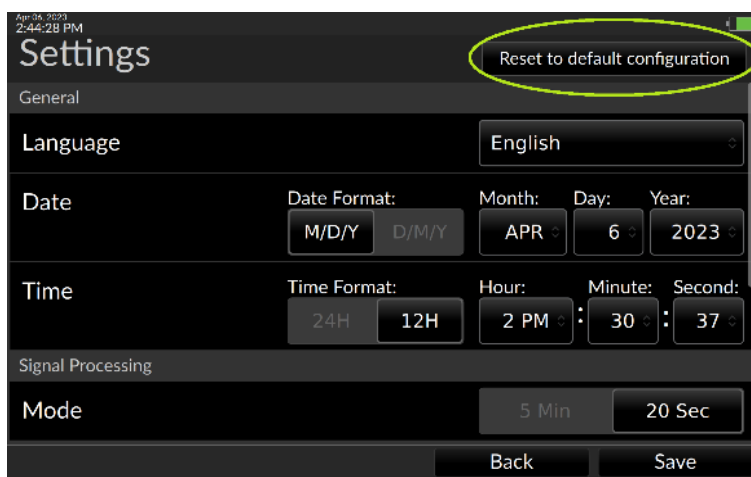 Apr 06, 2023
2:44:28 PM
Settings
Reset to default configuration
General
Language
English
Date
Date Format:
Month:
Day:
Year:
M/D/Y
D/M/Y
APR
6
2023
Time
Time Format:
Hour:
Minute:
Second:
24H
12H
2 PM
:
30
:
37
Signal Processing
Mode
5 Min
20 Sec
Back
Save